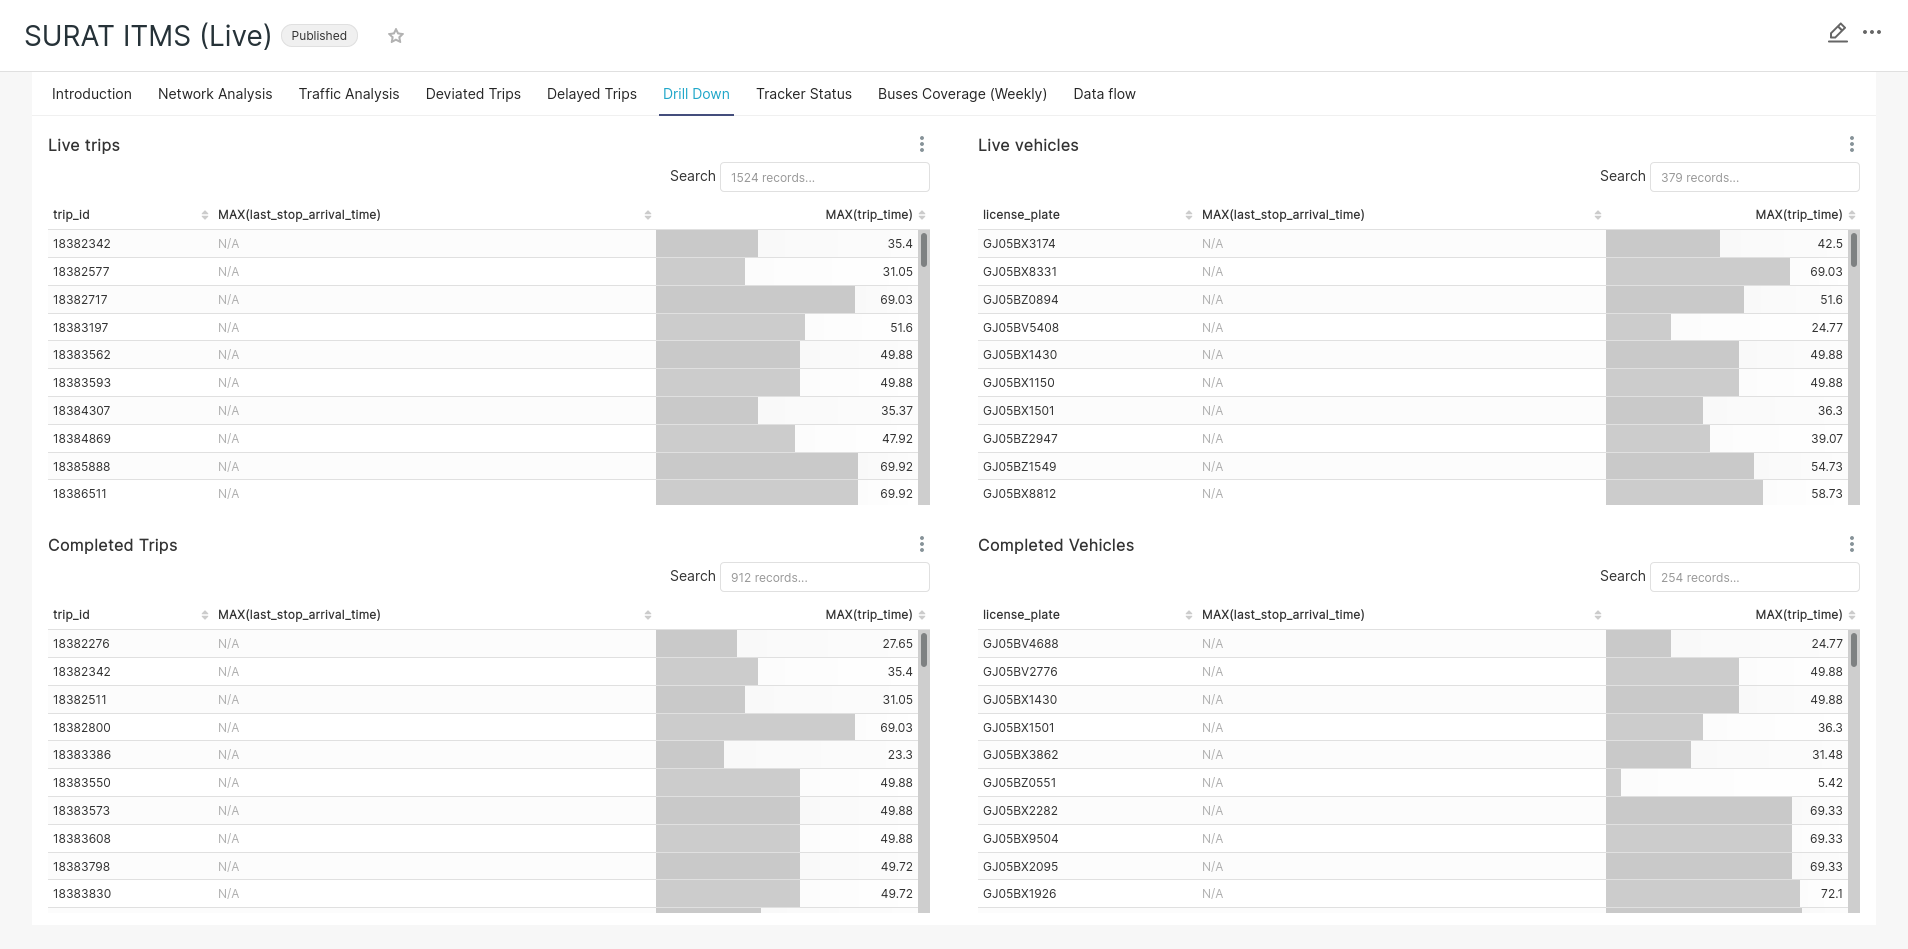 SURAT ITMS (Live) Published
Introduction Network Analysis Traffic Analysis Deviated Trips Delayed Trips Drill Down Tracker Status Buses Coverage (Weekly) Data flow
Live trips
Search 1524 records...
trip_id MAX(last_stop_arrival_time) MAX(trip_time)
18382342 N/A 35.4
18382577 N/A 31.05
18382717 N/A 69.03
18383197 N/A 51.6
18383562 N/A 49.88
18383593 N/A 49.88
18384307 N/A 35.37
18384869 N/A 47.92
18385888 N/A 69.92
18386511 N/A 69.92
Live vehicles
Search 379 records...
license_plate MAX(last_stop_arrival_time) MAX(trip_time)
GJ05BX3174 N/A 42.5
GJ05BX8331 N/A 69.03
GJ05BZ0894 N/A 51.6
GJ05BV5408 N/A 24.77
GJ05BX1430 N/A 49.88
GJ05BX1150 N/A 49.88
GJ05BX1501 N/A 36.3
GJ05BZ2947 N/A 39.07
GJ05BZ1549 N/A 54.73
GJ05BX8812 N/A 58.73
Completed Trips
Search 912 records...
trip_id MAX(last_stop_arrival_time) MAX(trip_time)
18382276 N/A 27.65
18382342 N/A 35.4
18382511 N/A 31.05
18382800 N/A 69.03
18383386 N/A 23.3
18383550 N/A 49.88
18383573 N/A 49.88
18383608 N/A 49.88
18383798 N/A 49.72
18383830 N/A 49.72
Completed Vehicles
Search 254 records...
license_plate MAX(last_stop_arrival_time) MAX(trip_time)
GJ05BV4688 N/A 24.77
GJ05BV2776 N/A 49.88
GJ05BX1430 N/A 49.88
GJ05BX1501 N/A 36.3
GJ05BX3862 N/A 31.48
GJ05BZ0551 N/A 5.42
GJ05BX2282 N/A 69.33
GJ05BX9504 N/A 69.33
GJ05BX2095 N/A 69.33
GJ05BX1926 N/A 72.1